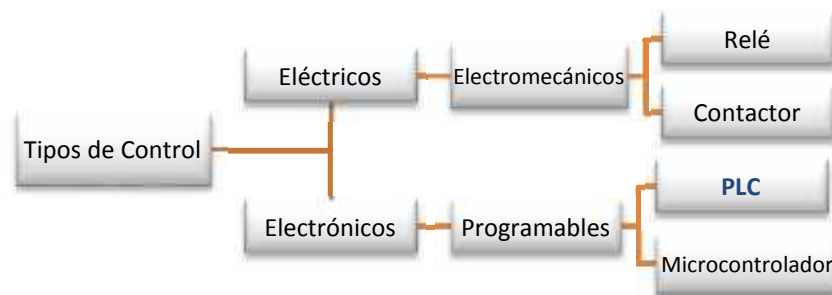 Tipos de Control
Eléctricos
Electromecánicos
Relé
Contactor
Electrónicos
Programables
PLC
Microcontrolador